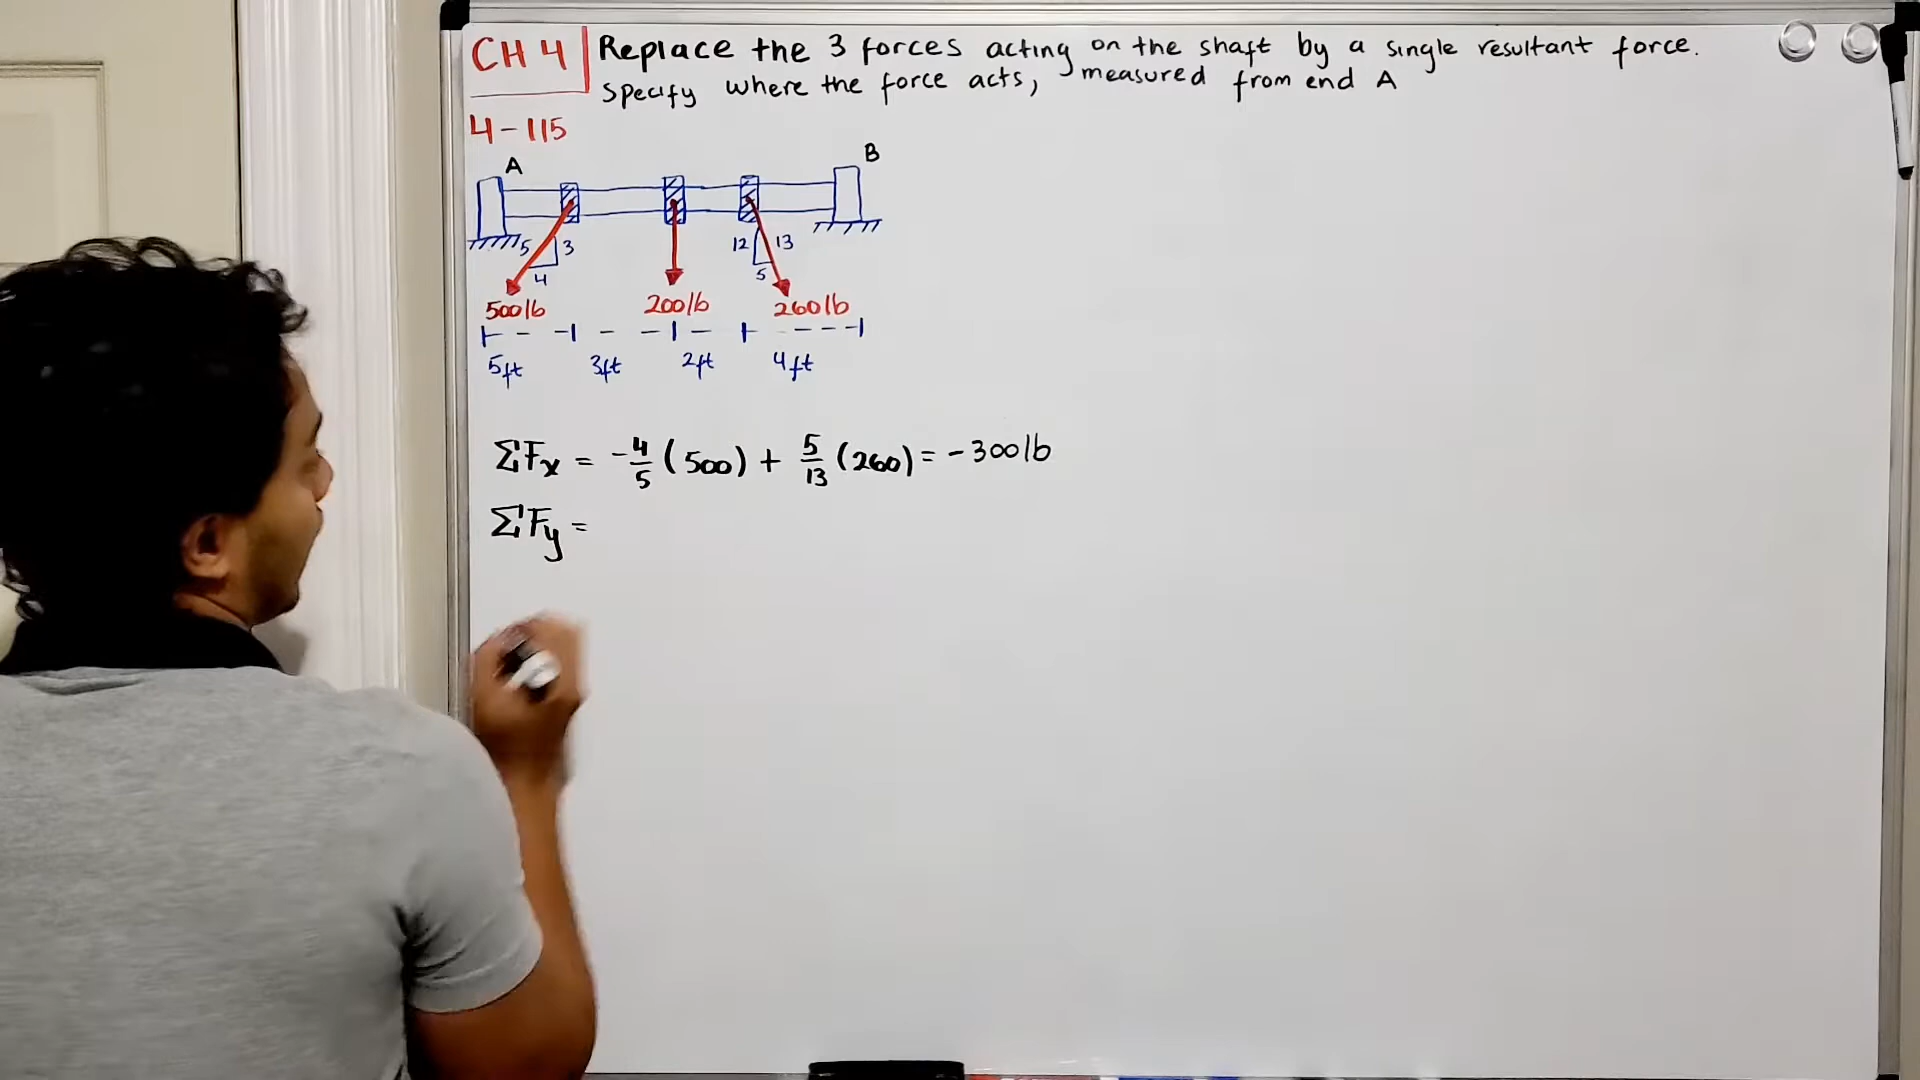 CH 4
Replace the 3 forces acting on the shaft by a single resultant force.
Specify where the force acts, measured from end A
4-115
A
B
5 3
4
12 13
5
500lb 200lb 260lb
5ft 3ft 2ft 4ft
ΣFx = -4/5 (500) + 5/13 (260) = -300lb
ΣFy =